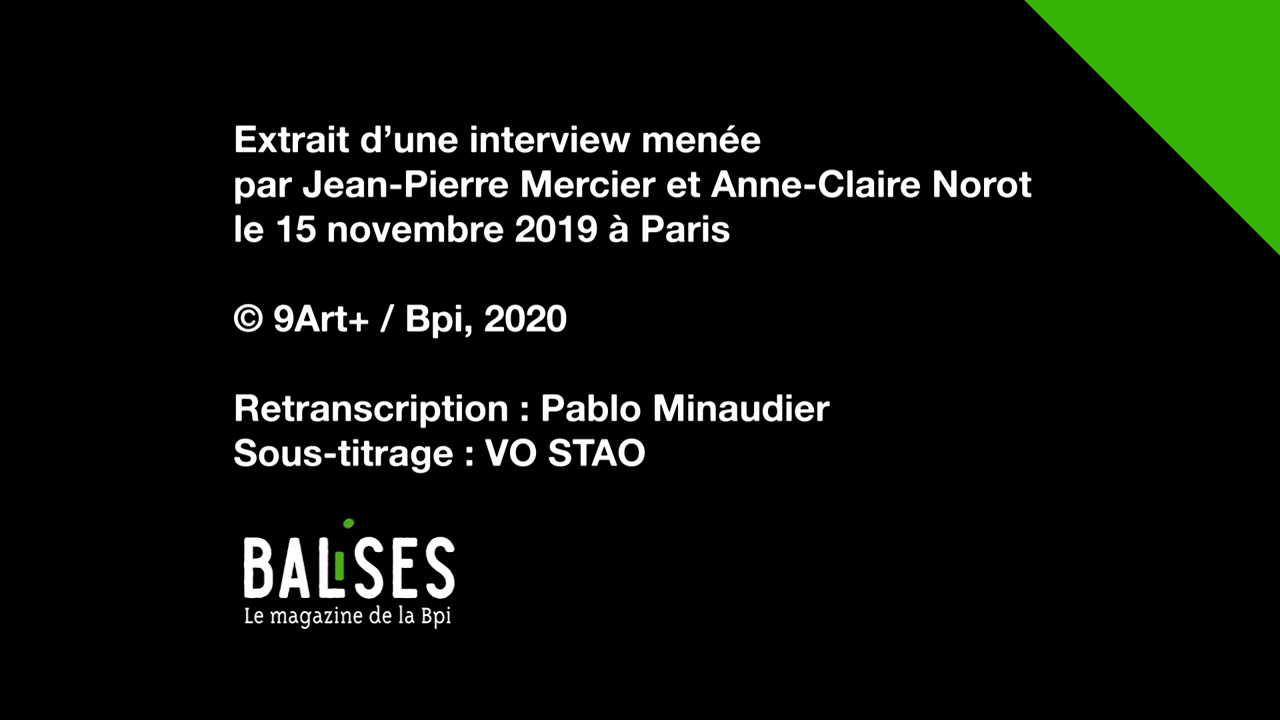 Extrait d’une interview menée
par Jean-Pierre Mercier et Anne-Claire Norot
le 15 novembre 2019 à Paris
© 9Art+ / Bpi, 2020
Retranscription : Pablo Minaudier
Sous-titrage : VO STAO
BALiSES
Le magazine de la Bpi